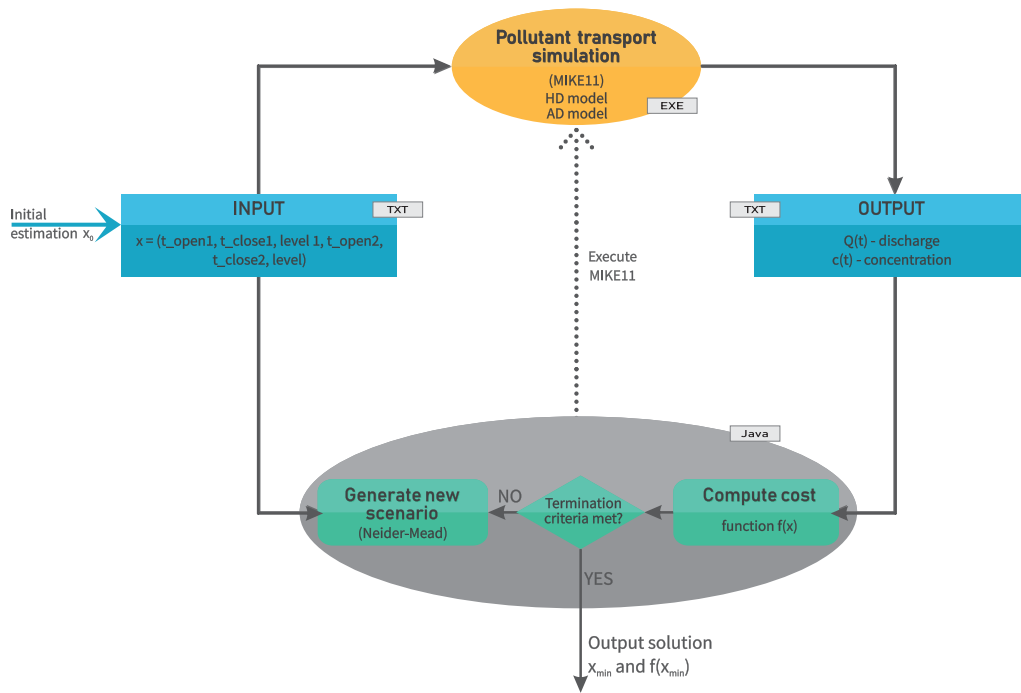 Pollutant transport
simulation
(MIKE11)
HD model
AD model
EXE
Initial
estimation x₀
INPUT
TXT
x = (t_open1, t_close1, level 1, t_open2,
t_close2, level)
TXT
OUTPUT
Q(t) - discharge
c(t) - concentration
Execute
MIKE11
Java
Generate new
scenario
(Neider-Mead)
NO
Termination
criteria met?
Compute cost
function f(x)
YES
Output solution
xₘᵢₙ and f(xₘᵢₙ)